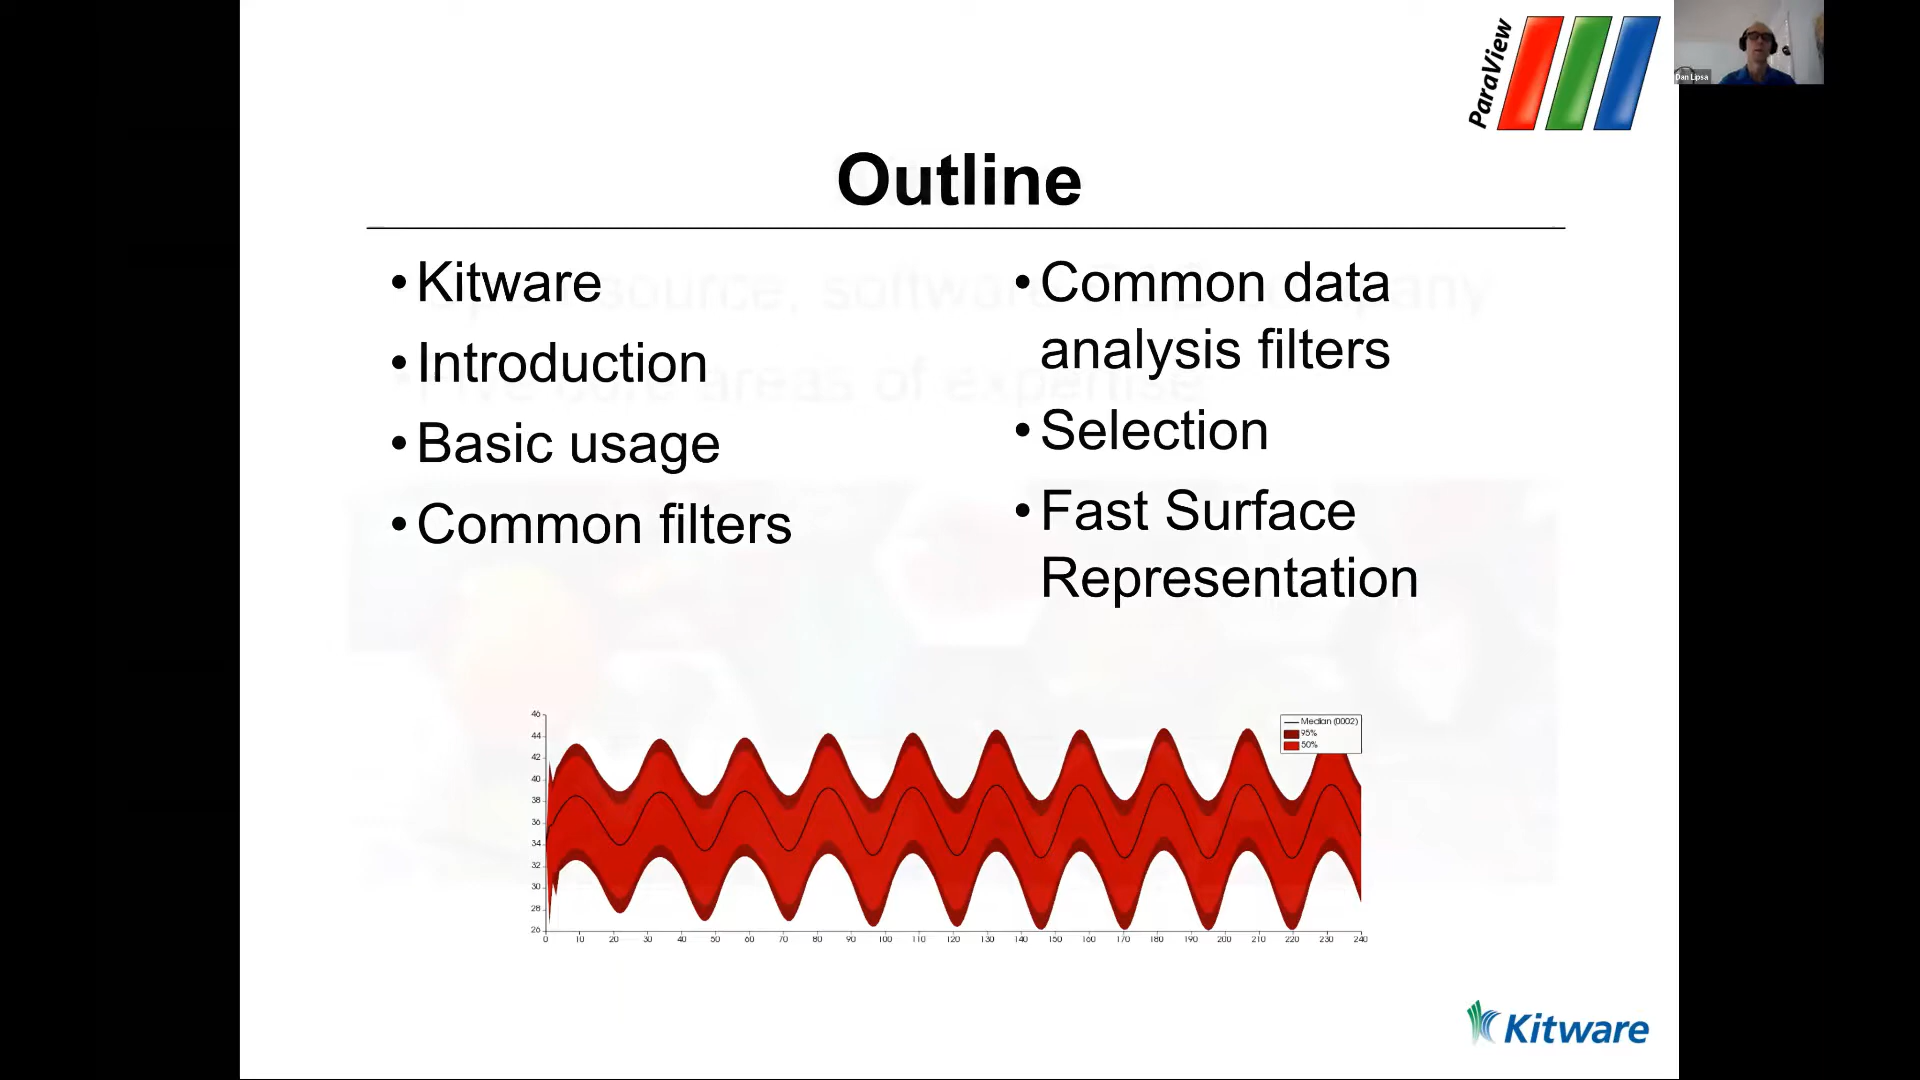 ParaView
Dan Lipsa
Outline
•Kitware
•Introduction
•Basic usage
•Common filters
•Common data
analysis filters
•Selection
•Fast Surface
Representation
46
44
42
40
38
36
34
32
30
28
26
0 10 20 30 40 50 60 70 80 90 100 110 120 130 140 150 160 170 180 190 200 210 220 230 240
Median (0002)
95%
50%
Kitware